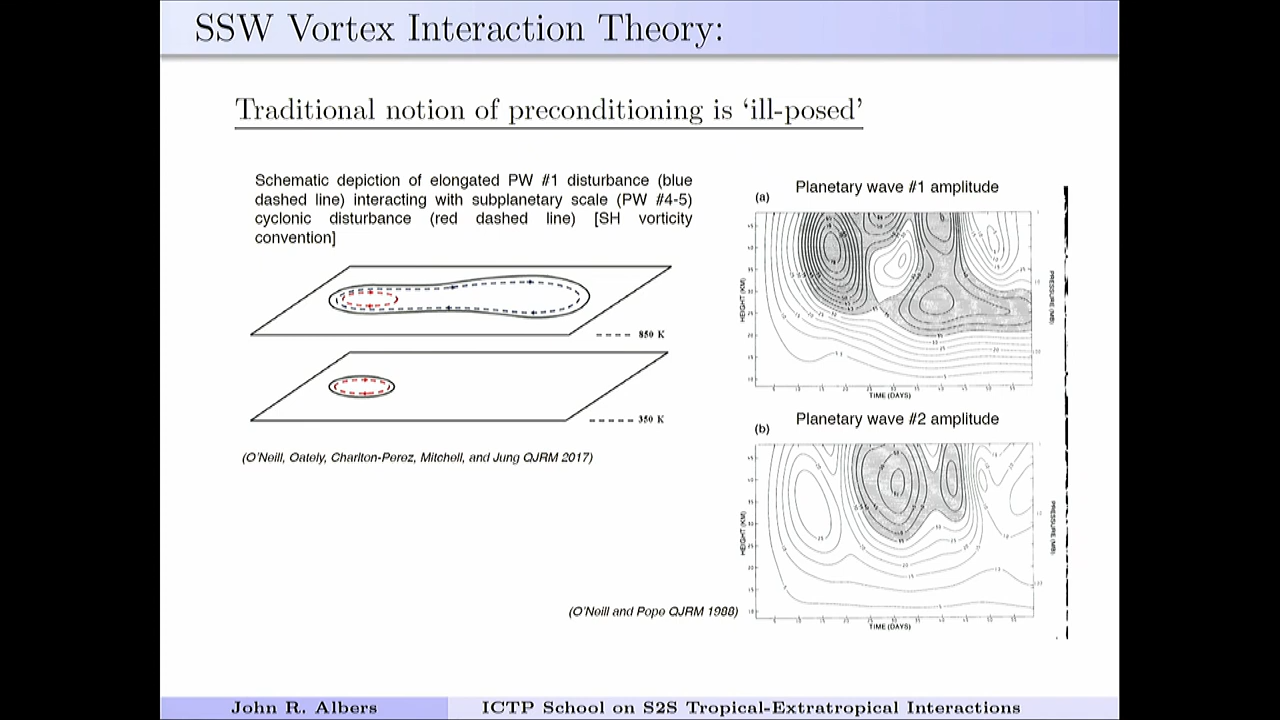 SSW Vortex Interaction Theory:
Traditional notion of preconditioning is ‘ill-posed’
Schematic depiction of elongated PW #1 disturbance (blue
dashed line) interacting with subplanetary scale (PW #4-5)
cyclonic disturbance (red dashed line) [SH vorticity
convention]
850 K
350 K
(O'Neill, Oately, Charlton-Perez, Mitchell, and Jung QJRM 2017)
Planetary wave #1 amplitude
(a)
HEIGHT (KM)
PRESSURE (MB)
TIME (DAYS)
Planetary wave #2 amplitude
(b)
HEIGHT (KM)
PRESSURE (MB)
TIME (DAYS)
(O'Neill and Pope QJRM 1988)
John R. Albers
ICTP School on S2S Tropical-Extratropical Interactions